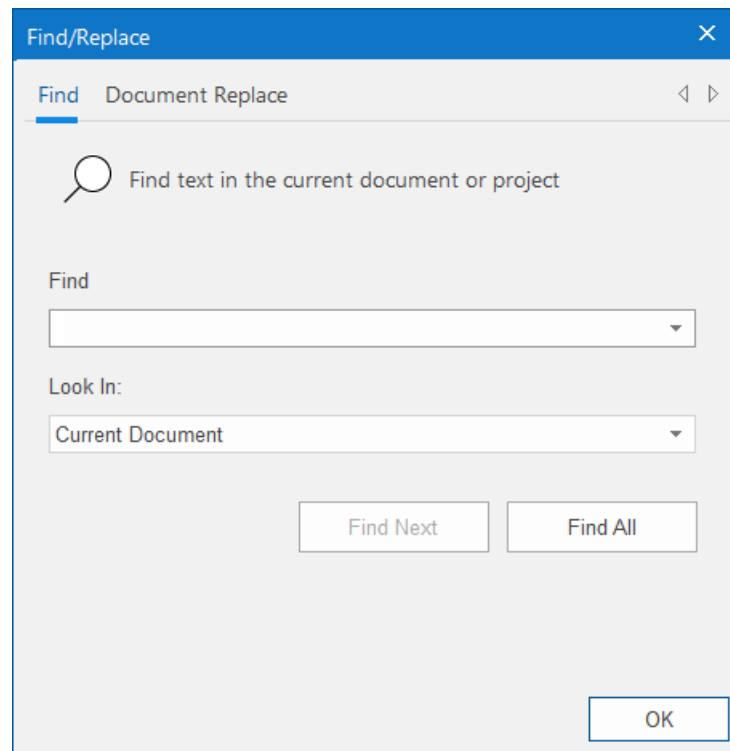 Find/Replace
Find Document Replace
Find text in the current document or project
Find
Look In:
Current Document
Find Next Find All
OK